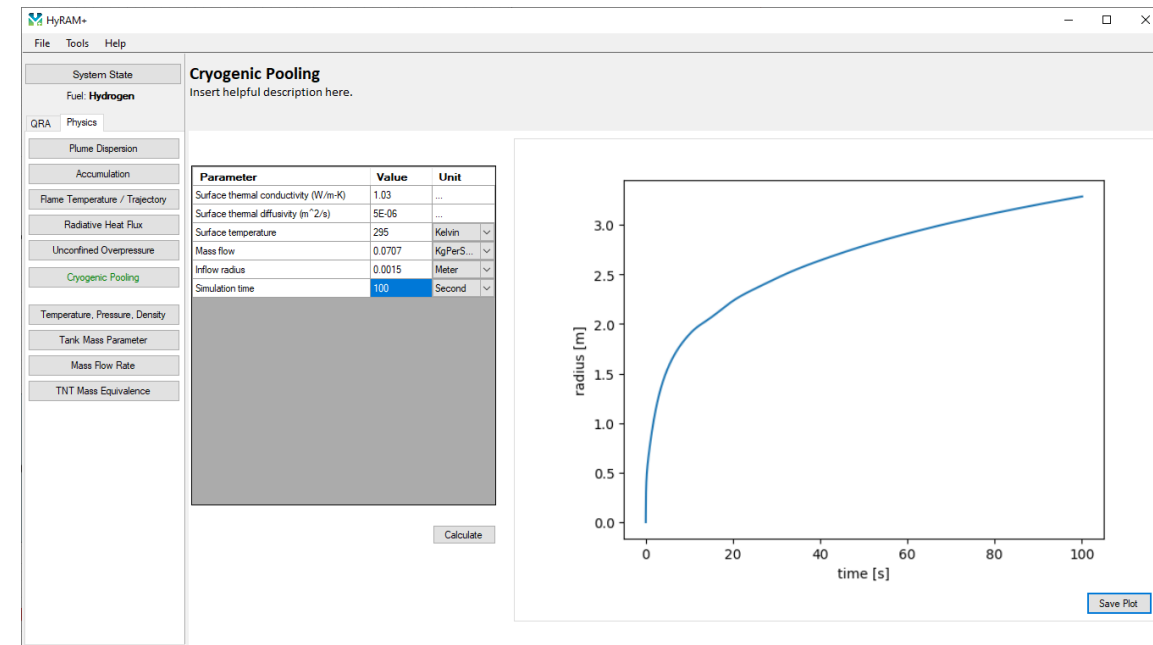 HyRAM+
File Tools Help
System State
Fuel: Hydrogen
QRA Physics
Plume Dispersion
Accumulation
Flame Temperature / Trajectory
Radiative Heat Flux
Unconfined Overpressure
Cryogenic Pooling
Temperature, Pressure, Density
Tank Mass Parameter
Mass Flow Rate
TNT Mass Equivalence
Cryogenic Pooling
Insert helpful description here.
Parameter Value Unit
Surface thermal conductivity (W/m-K) 1.03 ...
Surface thermal diffusivity (m^2/s) 5E-06 ...
Surface temperature 295 Kelvin
Mass flow 0.0707 KgPerS...
Inflow radius 0.0015 Meter
Simulation time 100 Second
Calculate
radius [m]
3.0
2.5
2.0
1.5
1.0
0.5
0.0
0 20 40 60 80 100
time [s]
Save Plot